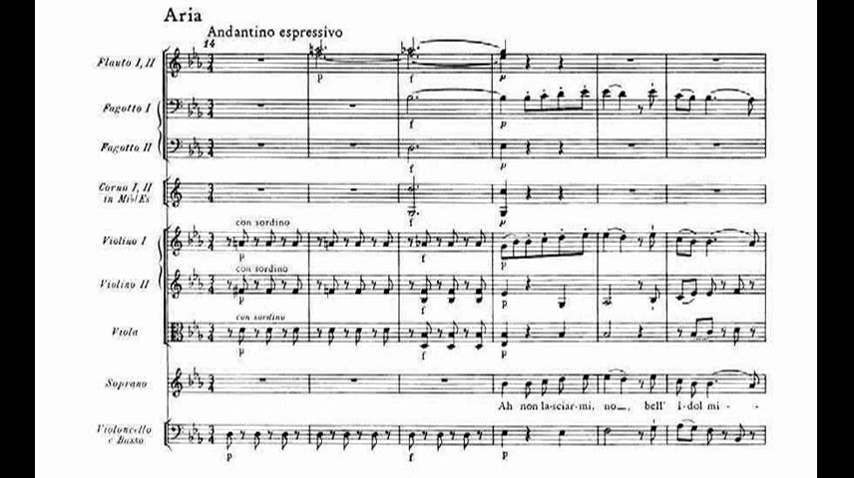 Aria
Andantino espressivo
14
Flauto I, II
p
f
p
Fagotto I
f
p
Fagotto II
f
p
Corno I, II
in Mi♭/Es
f
p
con sordino
Violino I
p
f
p
con sordino
Violino II
p
f
p
con sordino
Viola
p
f
p
Soprano
Ah non la-sciar-mi, no—, bell' I-dol mi - -
Violoncello
e Basso
p
f
p